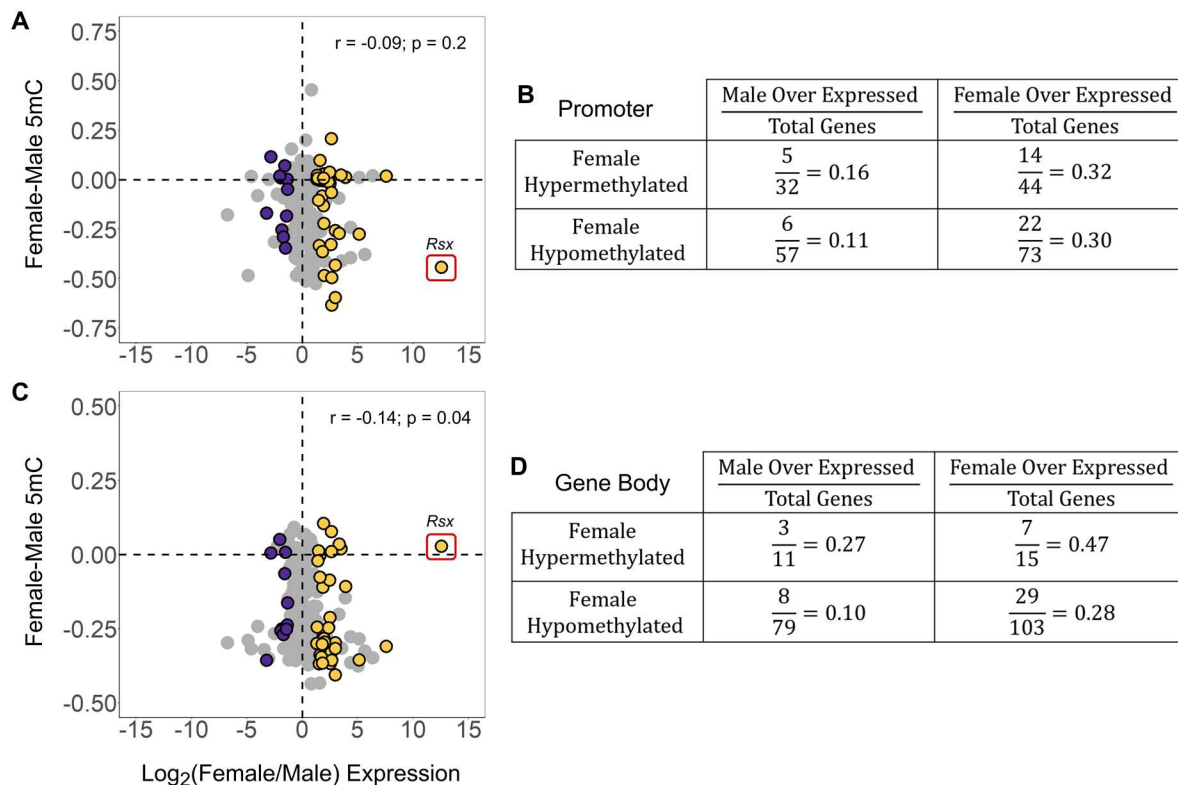 A
0.75
0.50
0.25
0.00
-0.25
-0.50
-0.75
Female-Male 5mC
r = -0.09; p = 0.2
Rsx
-15 -10 -5 0 5 10 15
B Promoter
Male Over Expressed
Total Genes
Female Over Expressed
Total Genes
Female
Hypermethylated
5/32 = 0.16
14/44 = 0.32
Female
Hypomethylated
6/57 = 0.11
22/73 = 0.30
C
0.50
0.25
0.00
-0.25
-0.50
Female-Male 5mC
r = -0.14; p = 0.04
Rsx
-15 -10 -5 0 5 10 15
Log₂(Female/Male) Expression
D Gene Body
Male Over Expressed
Total Genes
Female Over Expressed
Total Genes
Female
Hypermethylated
3/11 = 0.27
7/15 = 0.47
Female
Hypomethylated
8/79 = 0.10
29/103 = 0.28